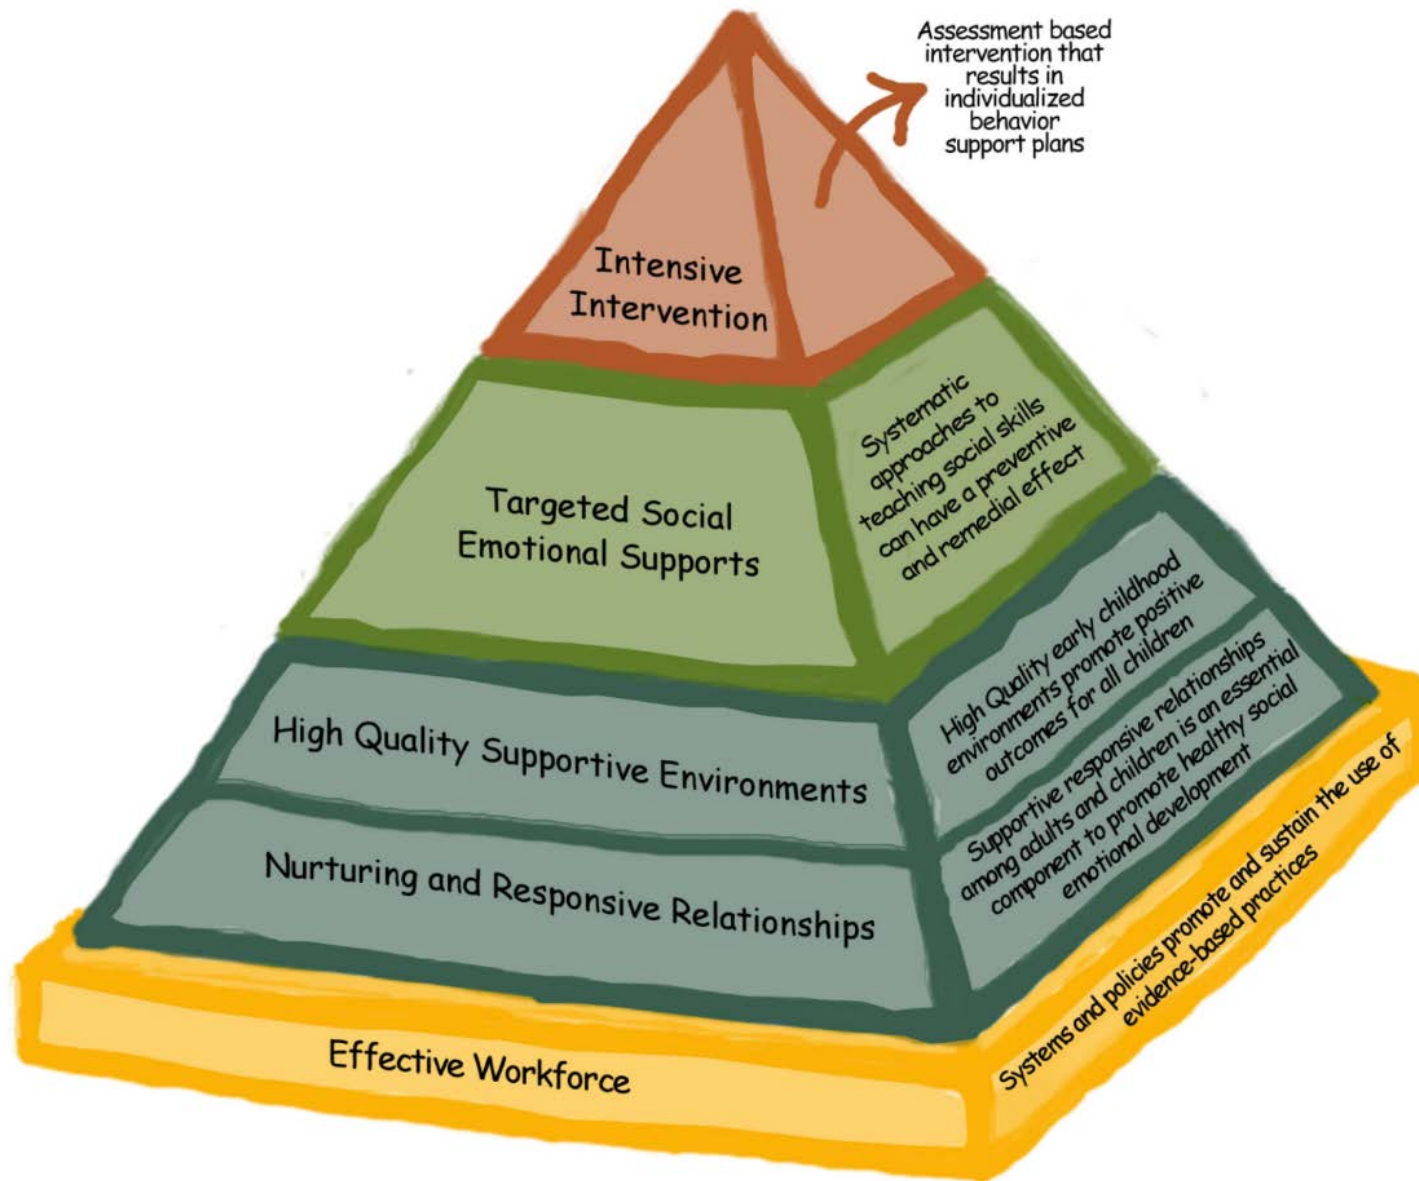 Assessment based
intervention that
results in
individualized
behavior
support plans
Intensive
Intervention
Systematic
approaches to
teaching social skills
can have a preventive
and remedial effect
Targeted Social
Emotional Supports
High Quality early childhood
environments promote positive
outcomes for all children
High Quality Supportive Environments
Supportive responsive relationships
among adults and children is an essential
component to promote healthy social
emotional development
Nurturing and Responsive Relationships
Systems and policies promote and sustain the use of
evidence-based practices
Effective Workforce